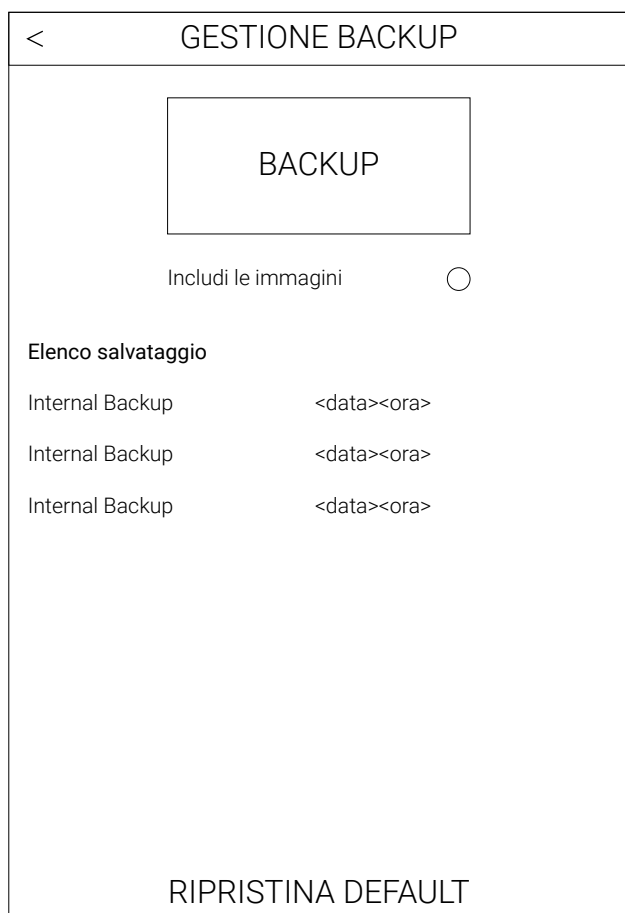 < GESTIONE BACKUP
BACKUP
Includi le immagini
Elenco salvataggio
Internal Backup <data><ora>
Internal Backup <data><ora>
Internal Backup <data><ora>
RIPRISTINA DEFAULT